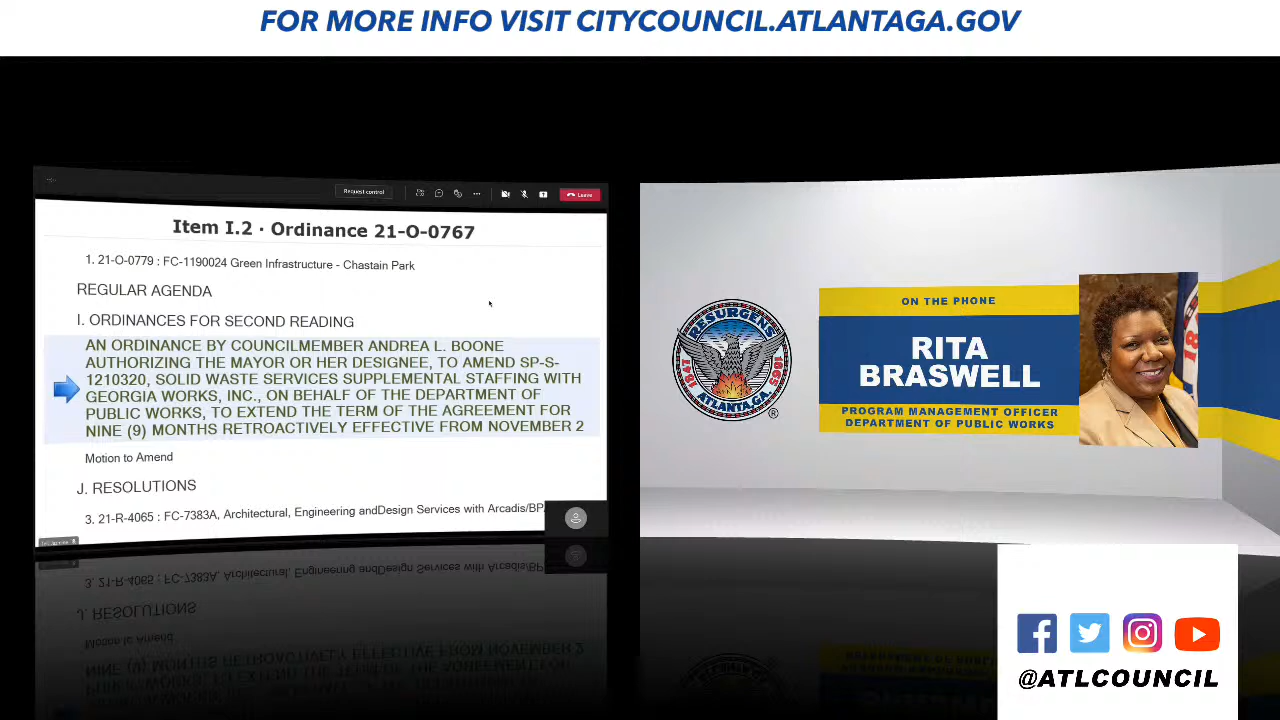 FOR MORE INFO VISIT CITYCOUNCIL.ATLANTAGA.GOV
Request control
Leave
Item I.2 · Ordinance 21-O-0767
1. 21-O-0779 : FC-1190024 Green Infrastructure - Chastain Park
REGULAR AGENDA
I. ORDINANCES FOR SECOND READING
AN ORDINANCE BY COUNCILMEMBER ANDREA L. BOONE
AUTHORIZING THE MAYOR OR HER DESIGNEE, TO AMEND SP-S-
1210320, SOLID WASTE SERVICES SUPPLEMENTAL STAFFING WITH
GEORGIA WORKS, INC., ON BEHALF OF THE DEPARTMENT OF
PUBLIC WORKS, TO EXTEND THE TERM OF THE AGREEMENT FOR
NINE (9) MONTHS RETROACTIVELY EFFECTIVE FROM NOVEMBER 2
Motion to Amend
J. RESOLUTIONS
3. 21-R-4065 : FC-7383A, Architectural, Engineering andDesign Services with Arcadis/BP
RESURGENS
1847 1865
ATLANTA, GA.
®
ON THE PHONE
RITA
BRASWELL
PROGRAM MANAGEMENT OFFICER
DEPARTMENT OF PUBLIC WORKS
@ATLCOUNCIL